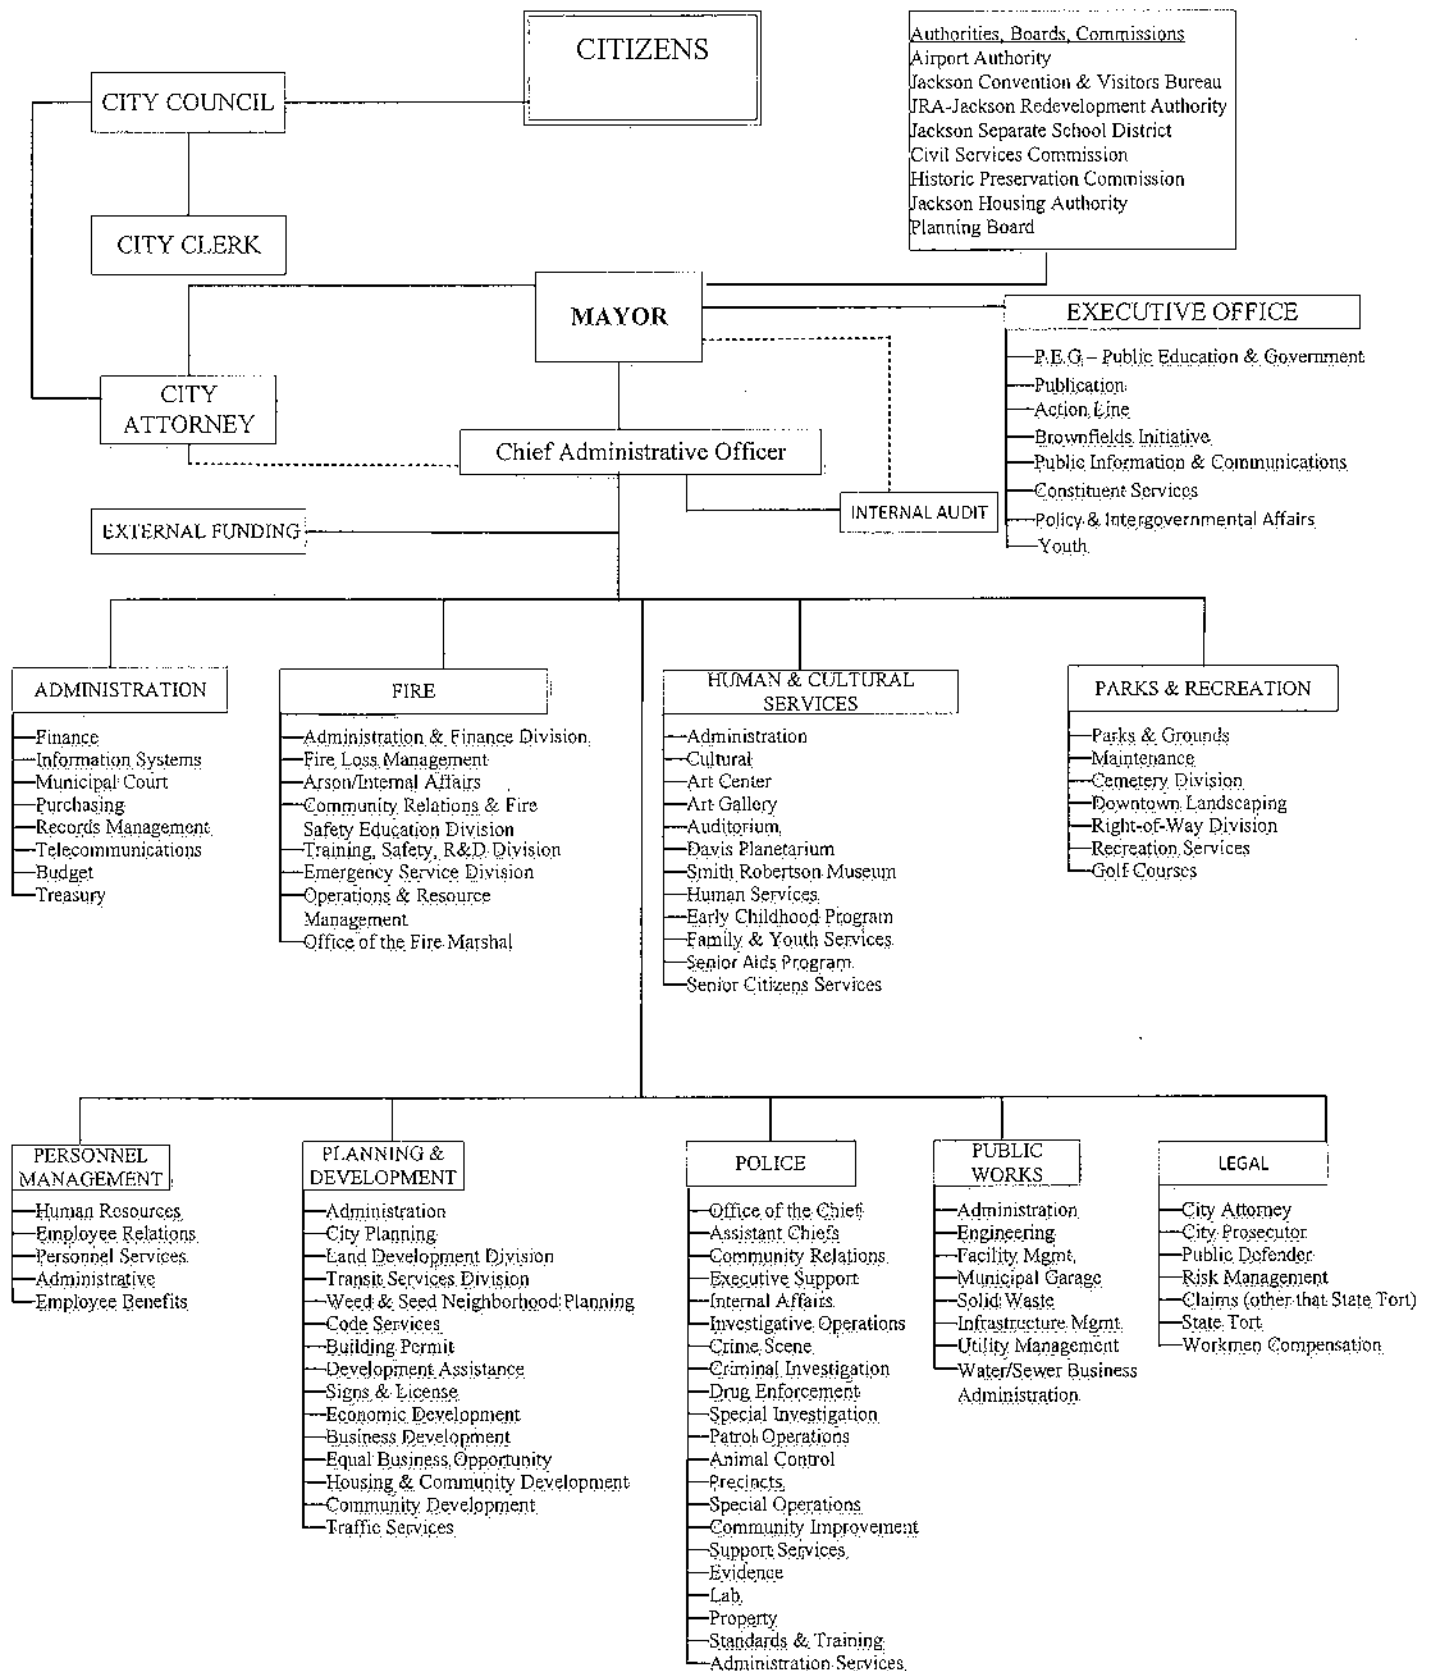 CITIZENS
Authorities, Boards, Commissions
Airport Authority
Jackson Convention & Visitors Bureau
JRA-Jackson Redevelopment Authority
Jackson Separate School District
Civil Services Commission
Historic Preservation Commission
Jackson Housing Authority
Planning Board
CITY COUNCIL
CITY CLERK
MAYOR
EXECUTIVE OFFICE
P.E.G – Public Education & Government
Publication
Action Line
Brownfields Initiative
Public Information & Communications
Constituent Services
Policy & Intergovernmental Affairs
Youth
CITY
ATTORNEY
Chief Administrative Officer
INTERNAL AUDIT
EXTERNAL FUNDING
ADMINISTRATION
Finance
Information Systems
Municipal Court
Purchasing
Records Management
Telecommunications
Budget
Treasury
FIRE
Administration & Finance Division
Fire Loss Management
Arson/Internal Affairs
Community Relations & Fire
Safety Education Division
Training, Safety, R&D Division
Emergency Service Division
Operations & Resource
Management
Office of the Fire Marshal
HUMAN & CULTURAL
SERVICES
Administration
Cultural
Art Center
Art Gallery
Auditorium
Davis Planetarium
Smith Robertson Museum
Human Services
Early Childhood Program
Family & Youth Services
Senior Aids Program
Senior Citizens Services
PARKS & RECREATION
Parks & Grounds
Maintenance
Cemetery Division
Downtown Landscaping
Right-of-Way Division
Recreation Services
Golf Courses
PERSONNEL
MANAGEMENT
Human Resources
Employee Relations
Personnel Services
Administrative
Employee Benefits
PLANNING &
DEVELOPMENT
Administration
City Planning
Land Development Division
Transit Services Division
Weed & Seed Neighborhood Planning
Code Services
Building Permit
Development Assistance
Signs & License
Economic Development
Business Development
Equal Business Opportunity
Housing & Community Development
Community Development
Traffic Services
POLICE
Office of the Chief
Assistant Chiefs
Community Relations
Executive Support
Internal Affairs
Investigative Operations
Crime Scene
Criminal Investigation
Drug Enforcement
Special Investigation
Patrol Operations
Animal Control
Precincts
Special Operations
Community Improvement
Support Services
Evidence
Lab
Property
Standards & Training
Administration Services
PUBLIC
WORKS
Administration
Engineering
Facility Mgmt.
Municipal Garage
Solid Waste
Infrastructure Mgmt.
Utility Management
Water/Sewer Business
Administration
LEGAL
City Attorney
City Prosecutor
Public Defender
Risk Management
Claims (other that State Tort)
State Tort
Workmen Compensation